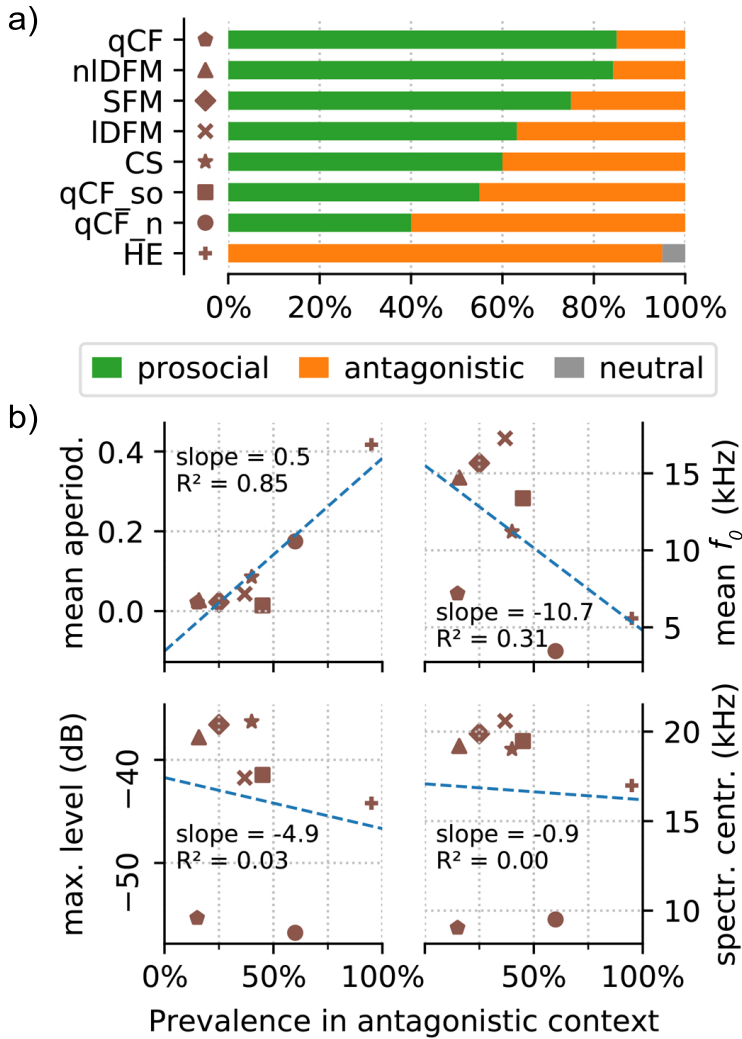 a)
qCF
nlDFM
SFM
lDFM
CS
qCF_so
qCF_n
HE
0% 20% 40% 60% 80% 100%
prosocial antagonistic neutral
b)
mean aperiod.
0.4
0.2
0.0
slope = 0.5
R² = 0.85
slope = -10.7
R² = 0.31
15
10
5
mean f0 (kHz)
max. level (dB)
−40
−50
slope = -4.9
R² = 0.03
slope = -0.9
R² = 0.00
20
15
10
spectr. centr. (kHz)
0% 50% 100% 50% 100%
Prevalence in antagonistic context